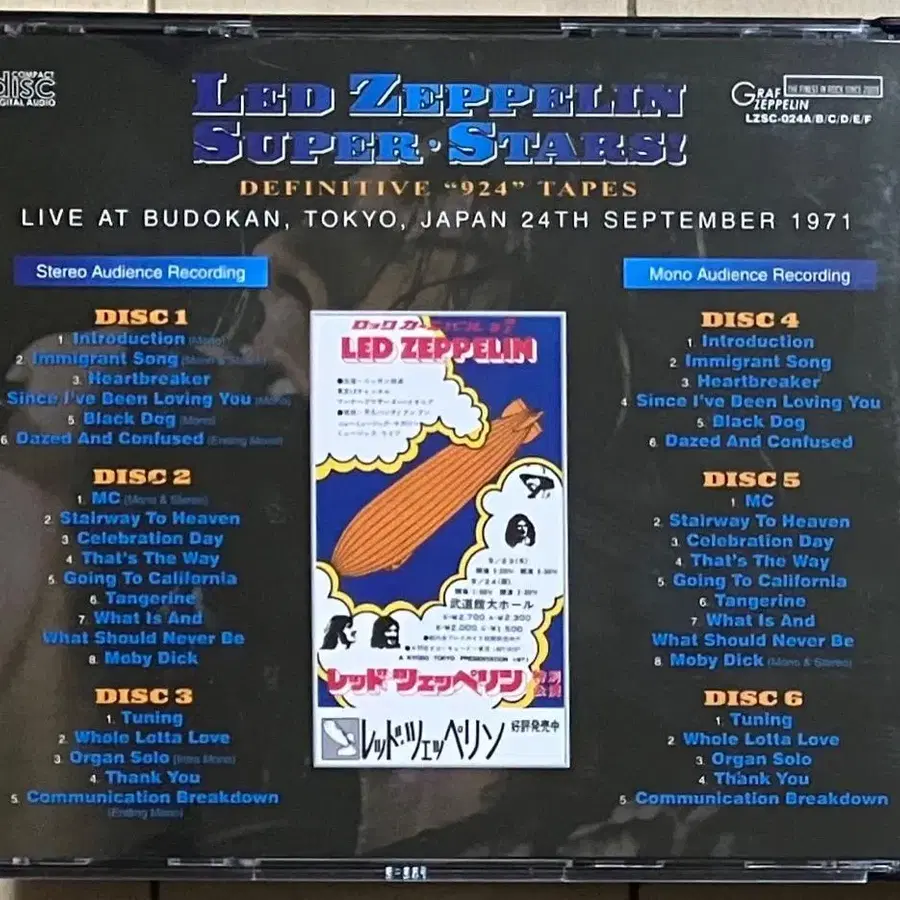 COMPACT
disc
DIGITAL AUDIO
LED ZEPPELIN
SUPER·STARS!
DEFINITIVE "924" TAPES
LIVE AT BUDOKAN, TOKYO, JAPAN 24TH SEPTEMBER 1971
GRAF ZEPPELIN
THE FINEST IN ROCK SINCE 2009
LZSC-024A/B/C/D/E/F
Stereo Audience Recording
DISC 1
1. Introduction (Mono)
2. Immigrant Song (Mono & Stereo)
3. Heartbreaker
Since I've Been Loving You (Mono)
5. Black Dog (Mono)
6. Dazed And Confused (Ending Mono)
DISC 2
1. MC (Mono & Stereo)
2. Stairway To Heaven
3. Celebration Day
4. That's The Way
5. Going To California
6. Tangerine
7. What Is And
What Should Never Be
8. Moby Dick
DISC 3
1. Tuning
2. Whole Lotta Love
3. Organ Solo (Intro Mono)
4. Thank You
5. Communication Breakdown
(Ending Mono)
LED ZEPPELIN
9/23(木)
9/24(金)
武道館大ホール
レッド・ツェッペリン
レッド・ツェッペリン 好評発売中
Mono Audience Recording
DISC 4
1. Introduction
2. Immigrant Song
3. Heartbreaker
4. Since I've Been Loving You
5. Black Dog
6. Dazed And Confused
DISC 5
1. MC
2. Stairway To Heaven
3. Celebration Day
4. That's The Way
5. Going To California
6. Tangerine
7. What Is And
What Should Never Be
8. Moby Dick (Mono & Stereo)
DISC 6
1. Tuning
2. Whole Lotta Love
3. Organ Solo
4. Thank You
5. Communication Breakdown